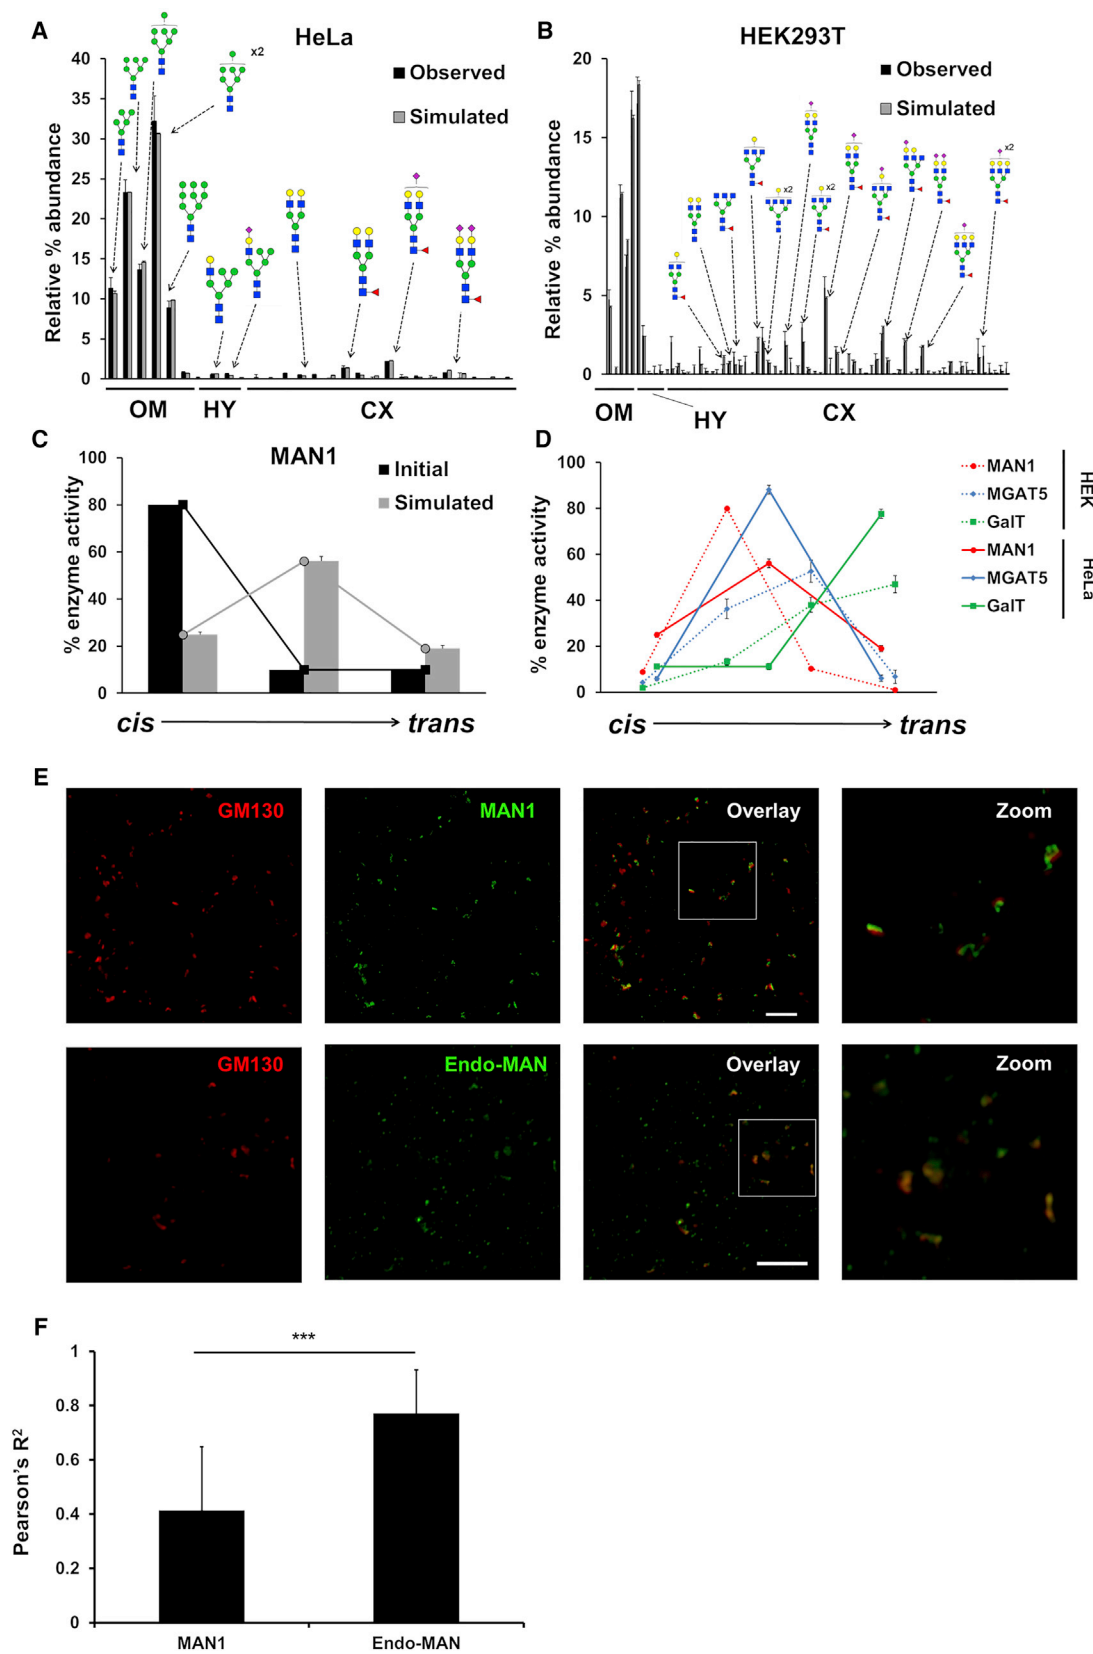 A
HeLa
Relative % abundance
40
35
30
25
20
15
10
5
0
Observed
Simulated
x2
OM
HY
CX
B
HEK293T
Relative % abundance
20
15
10
5
0
Observed
Simulated
x2
x2
x2
OM
HY
CX
C
MAN1
% enzyme activity
100
80
60
40
20
0
Initial
Simulated
cis
trans
D
% enzyme activity
100
80
60
40
20
0
MAN1
MGAT5
GalT
HEK
MAN1
MGAT5
GalT
HeLa
cis
trans
E
GM130
MAN1
Overlay
Zoom
GM130
Endo-MAN
Overlay
Zoom
F
Pearson's R²
1
0.8
0.6
0.4
0.2
0
***
MAN1
Endo-MAN